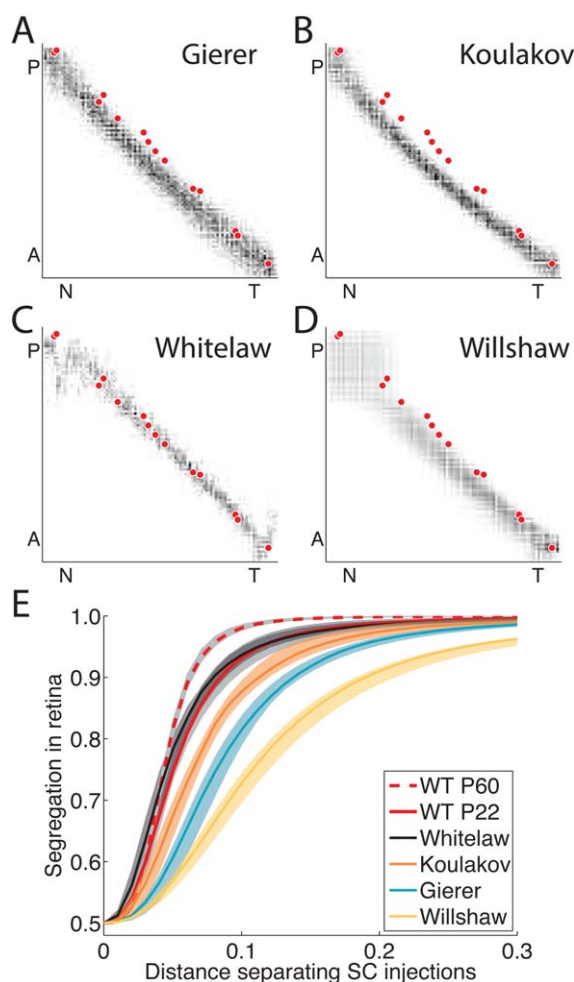 A
Gierer
P
A
N
T
B
Koulakov
P
A
N
T
C
Whitelaw
P
A
N
T
D
Willshaw
P
A
N
T
E
1.0
0.9
0.8
0.7
0.6
0.5
Segregation in retina
WT P60
WT P22
Whitelaw
Koulakov
Gierer
Willshaw
0
0.1
0.2
0.3
Distance separating SC injections